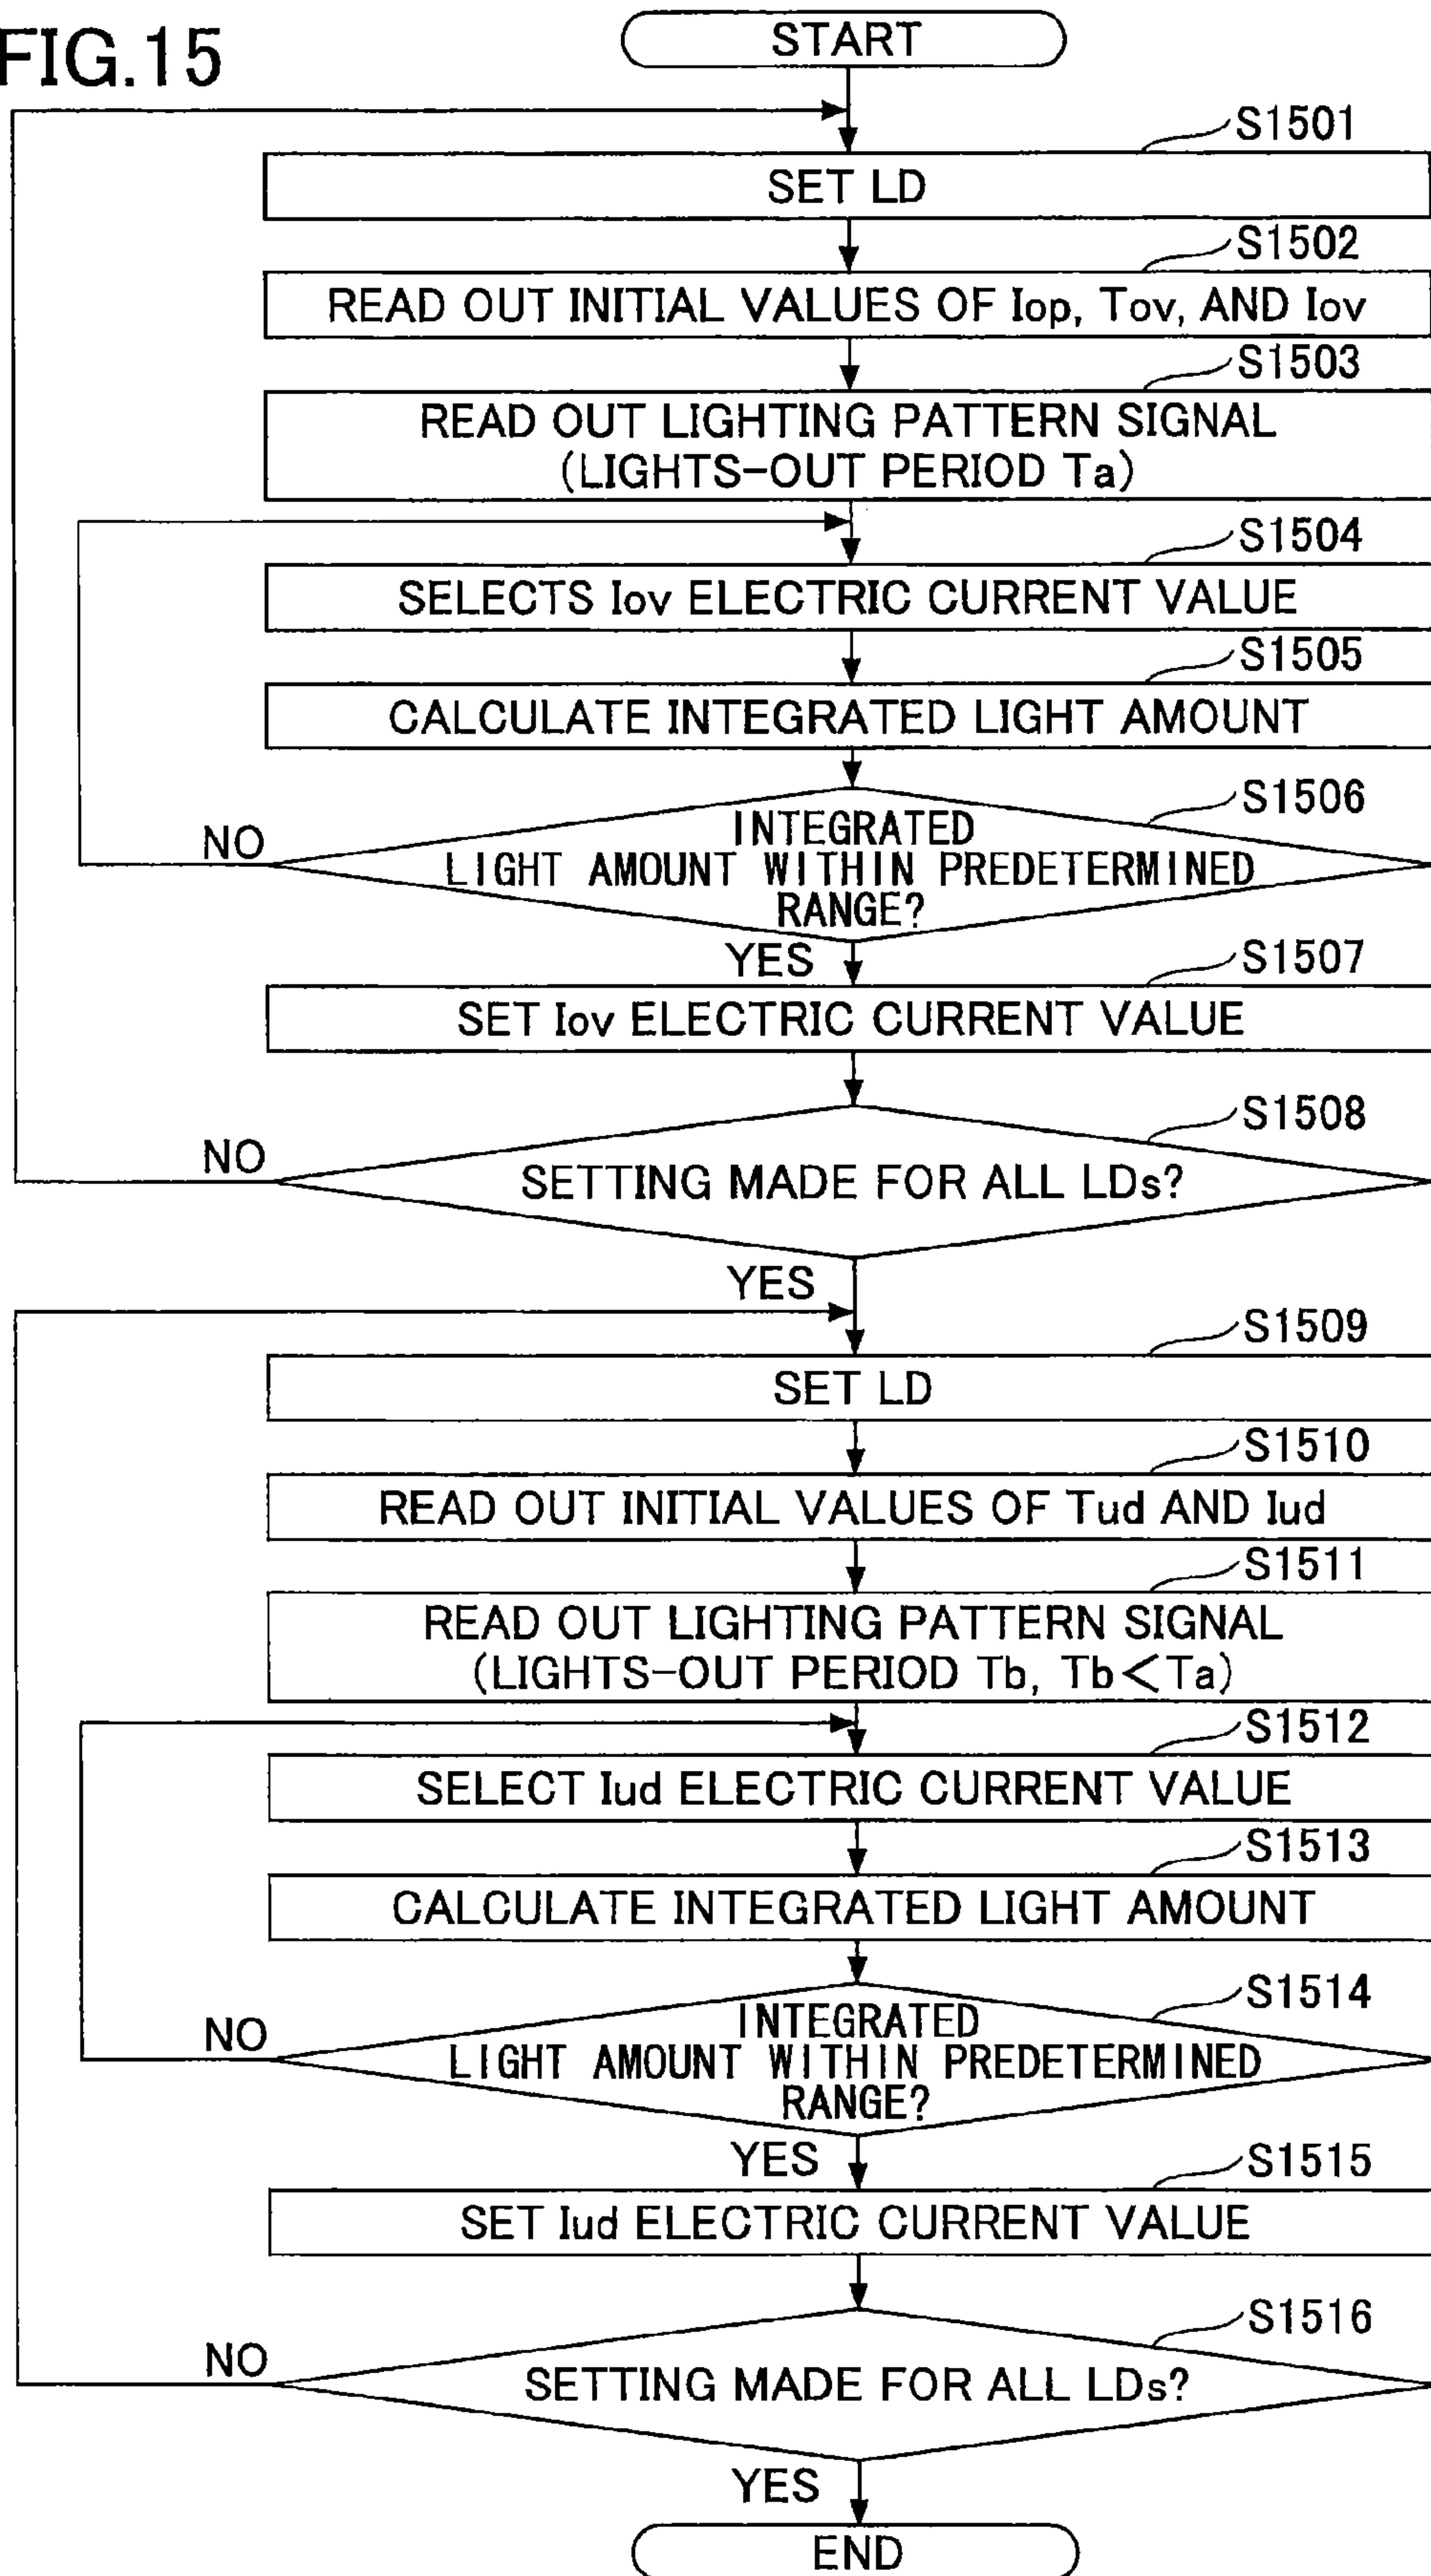 FIG.15
START
S1501
SET LD
S1502
READ OUT INITIAL VALUES OF Iop, Tov, AND Iov
S1503
READ OUT LIGHTING PATTERN SIGNAL
(LIGHTS-OUT PERIOD Ta)
S1504
SELECTS Iov ELECTRIC CURRENT VALUE
S1505
CALCULATE INTEGRATED LIGHT AMOUNT
S1506
INTEGRATED
LIGHT AMOUNT WITHIN PREDETERMINED
RANGE?
NO
YES
S1507
SET Iov ELECTRIC CURRENT VALUE
S1508
SETTING MADE FOR ALL LDs?
NO
YES
S1509
SET LD
S1510
READ OUT INITIAL VALUES OF Tud AND Iud
S1511
READ OUT LIGHTING PATTERN SIGNAL
(LIGHTS-OUT PERIOD Tb, Tb<Ta)
S1512
SELECT Iud ELECTRIC CURRENT VALUE
S1513
CALCULATE INTEGRATED LIGHT AMOUNT
S1514
INTEGRATED
LIGHT AMOUNT WITHIN PREDETERMINED
RANGE?
NO
YES
S1515
SET Iud ELECTRIC CURRENT VALUE
S1516
SETTING MADE FOR ALL LDs?
NO
YES
END